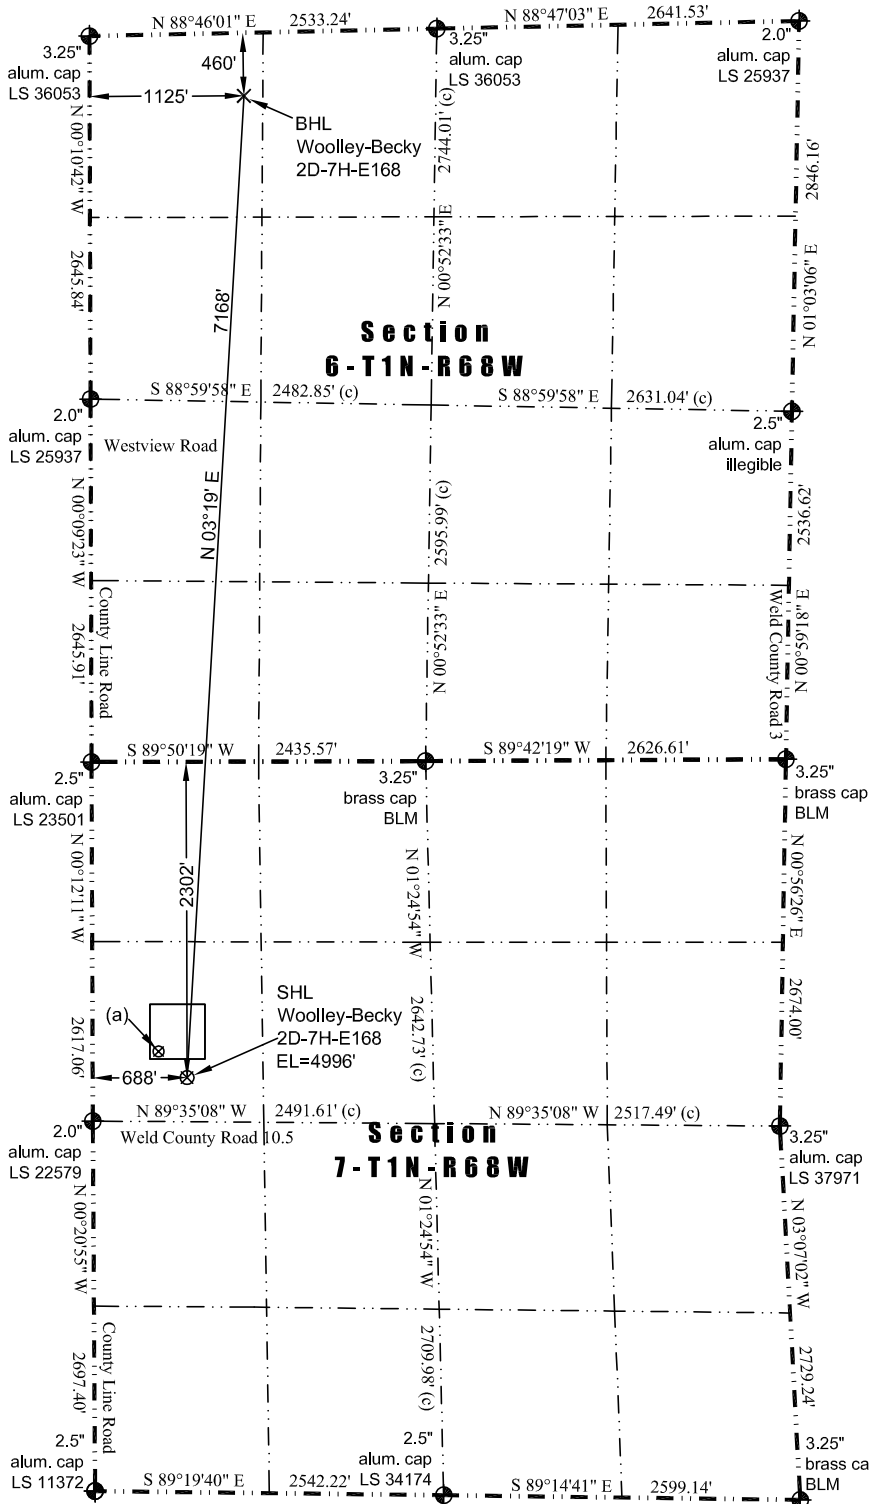 N 88°46'01" E 2533.24'
N 88°47'03" E 2641.53'
3.25"
alum. cap
LS 36053
460'
1125'
3.25"
alum. cap
LS 36053
2.0"
alum. cap
LS 25937
BHL
Woolley-Becky
2D-7H-E168
N 00°10'42" W
2645.84'
2744.01' (c)
N 00°52'33" E
2846.16'
N 01°03'06" E
7168'
N 03°19' E
Section
6-T1N-R68W
S 88°59'58" E 2482.85' (c)
S 88°59'58" E 2631.04' (c)
2.0"
alum. cap
LS 25937
Westview Road
2.5"
alum. cap
illegible
N 00°09'23" W
2645.91'
County Line Road
2595.99' (c)
N 00°52'33" E
2536.62'
N 00°59'18" E
Weld County Road 3
S 89°50'19" W 2435.57'
S 89°42'19" W 2626.61'
2.5"
alum. cap
LS 23501
3.25"
brass cap
BLM
3.25"
brass cap
BLM
N 00°12'11" W
2617.06'
2302'
N 01°24'54" W
2642.73' (c)
N 00°56'26" E
2674.00'
(a)
688'
SHL
Woolley-Becky
2D-7H-E168
EL=4996'
N 89°35'08" W 2491.61' (c)
N 89°35'08" W 2517.49' (c)
2.0"
alum. cap
LS 22579
Weld County Road 10.5
Section
7-T1N-R68W
3.25"
alum. cap
LS 37971
N 00°20'55" W
2697.40'
County Line Road
N 01°24'54" W
2709.98' (c)
N 03°07'02" W
2729.24'
2.5"
alum. cap
LS 11372
2.5"
alum. cap
LS 34174
3.25"
brass ca
BLM
S 89°19'40" E 2542.22'
S 89°14'41" E 2599.14'